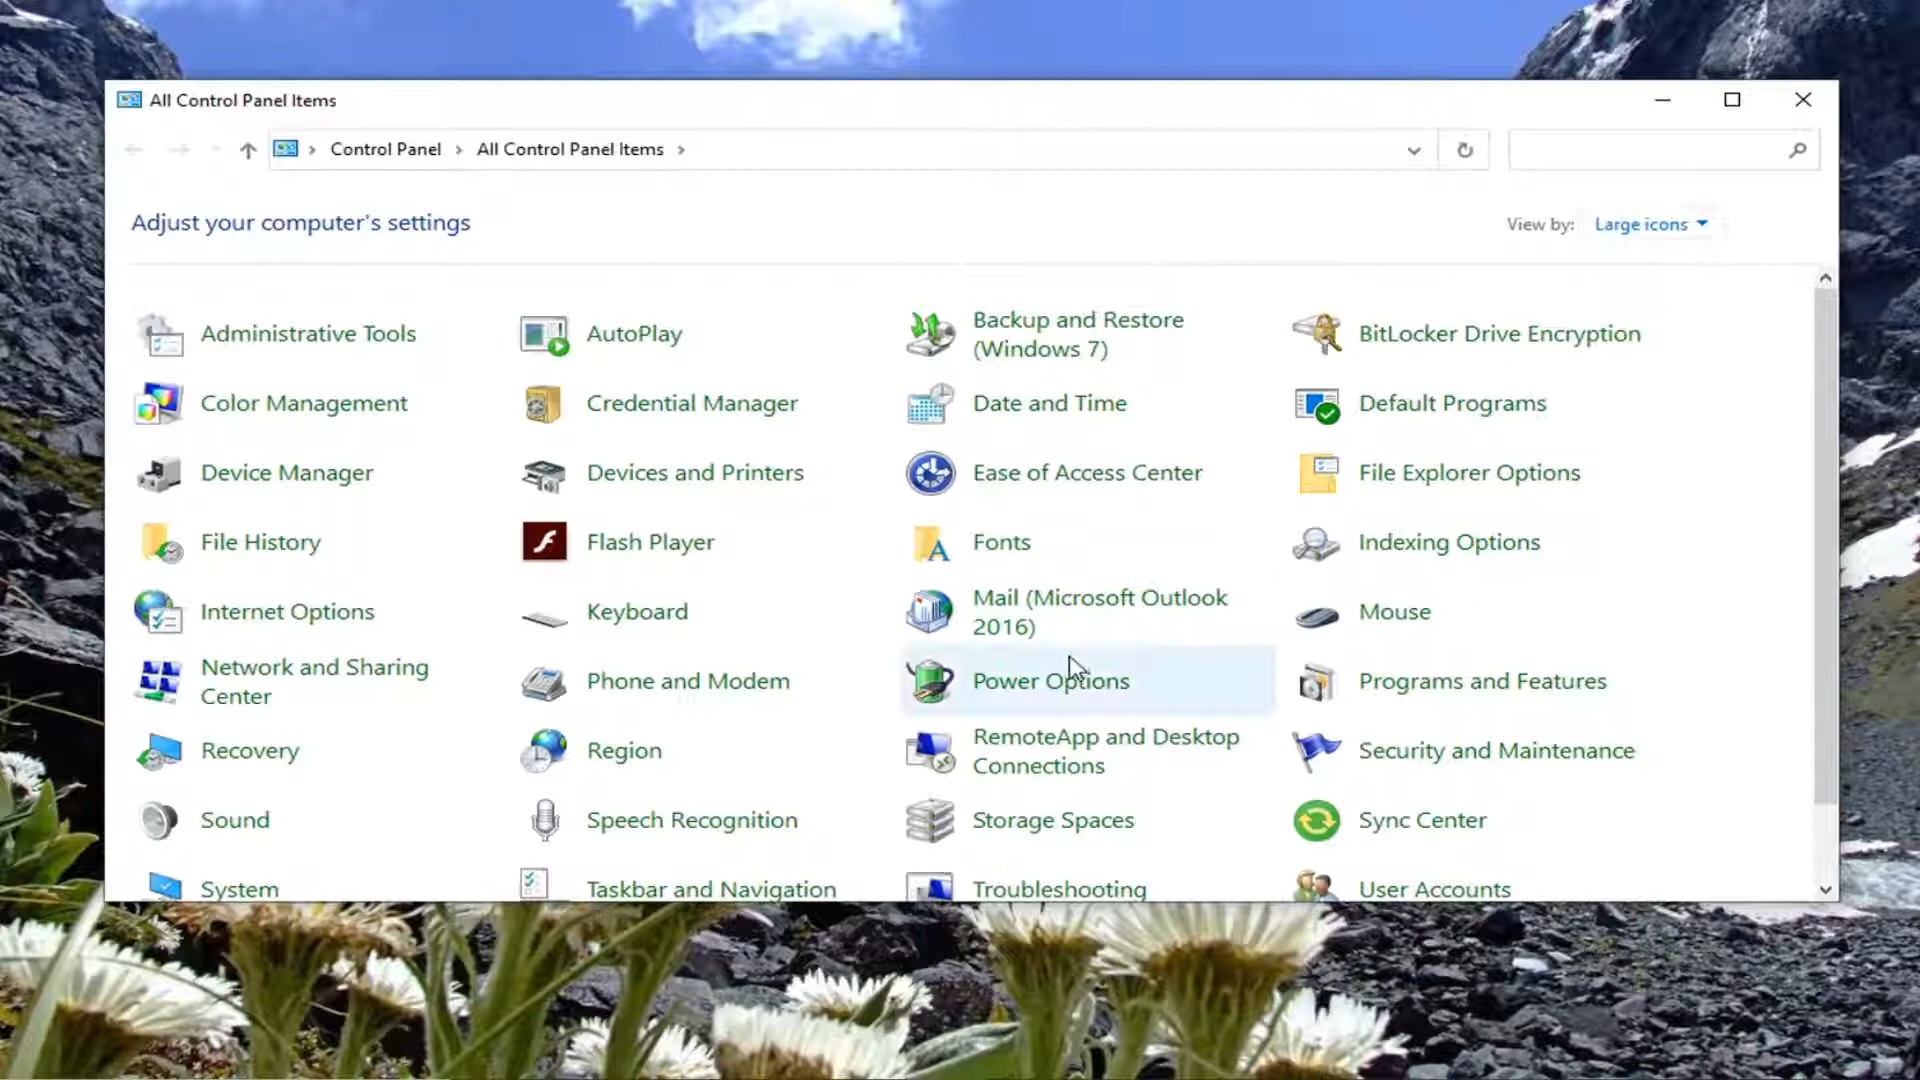 All Control Panel Items
Control Panel
All Control Panel Items
Adjust your computer's settings
View by:
Large icons
Administrative Tools
AutoPlay
Backup and Restore
(Windows 7)
BitLocker Drive Encryption
Color Management
Credential Manager
Date and Time
Default Programs
Device Manager
Devices and Printers
Ease of Access Center
File Explorer Options
File History
Flash Player
Fonts
Indexing Options
Internet Options
Keyboard
Mail (Microsoft Outlook
2016)
Mouse
Network and Sharing
Center
Phone and Modem
Power Options
Programs and Features
Recovery
Region
RemoteApp and Desktop
Connections
Security and Maintenance
Sound
Speech Recognition
Storage Spaces
Sync Center
System
Taskbar and Navigation
Troubleshooting
User Accounts